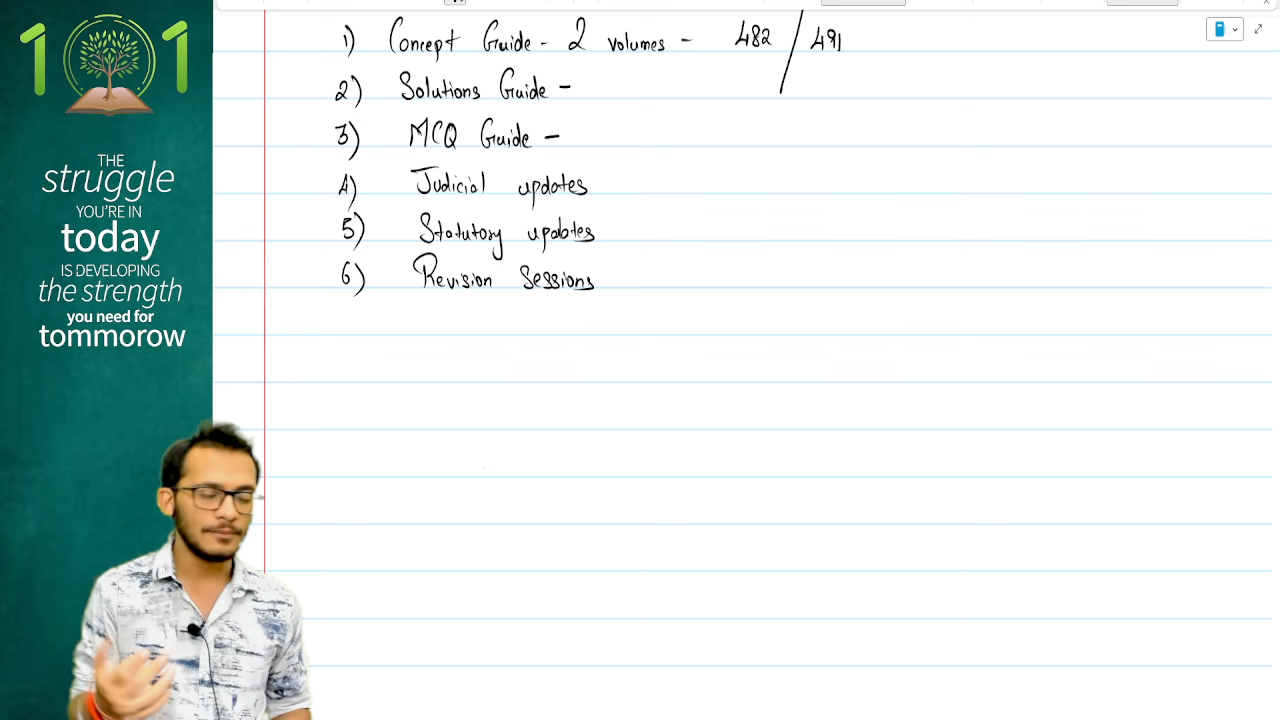 101
THE
struggle
YOU'RE IN
today
IS DEVELOPING
the strength
you need for
tommorow
1) Concept Guide - 2 volumes - 482 / 491
2) Solutions Guide -
3) MCQ Guide -
4) Judicial updates
5) Statutory updates
6) Revision Sessions